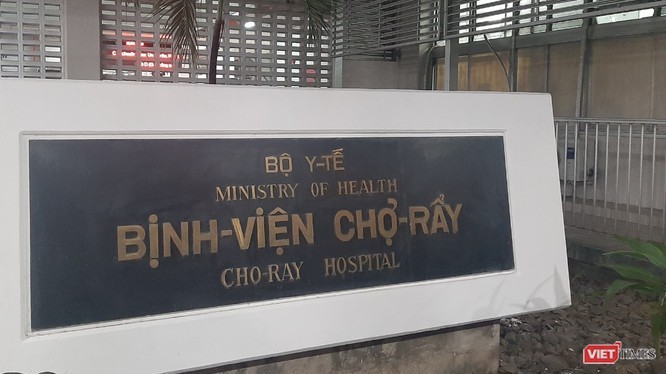 BỘ Y-TẾ
MINISTRY OF HEALTH
BỊNH-VIỆN CHỢ-RẪY
CHO-RAY HOSPITAL
VIETTIMES